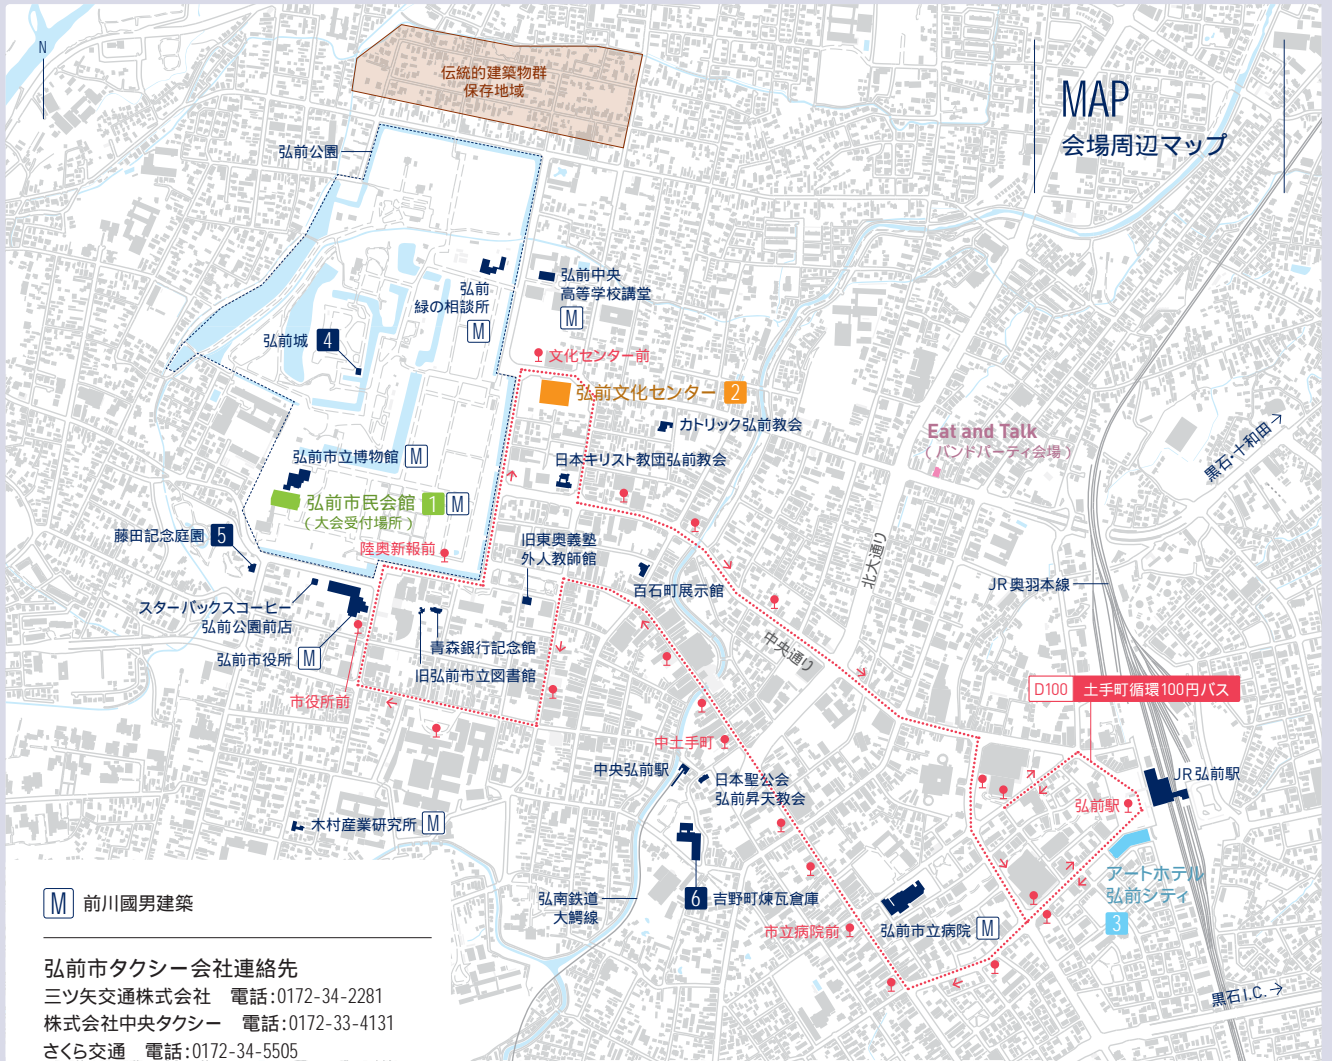 N
伝統的建築物群
保存地域
MAP
会場周辺マップ
弘前公園
弘前
緑の相談所
M
弘前中央
高等学校講堂
M
弘前城 4
文化センター前
弘前文化センター 2
カトリック弘前教会
Eat and Talk
( バンドパーティ会場 )
黒石・十和田→
弘前市立博物館 M
日本キリスト教団弘前教会
弘前市民会館 1 M
( 大会受付場所 )
藤田記念庭園 5
陸奥新報前
旧東奥義塾
外人教師館
百石町展示館
北大通り
JR奥羽本線
スターバックスコーヒー
弘前公園前店
弘前市役所 M
青森銀行記念館
旧弘前市立図書館
中央通り
市役所前
D100 土手町循環100円バス
中土手町
中央弘前駅
日本聖公会
弘前昇天教会
JR弘前駅
弘前駅
木村産業研究所 M
アートホテル
弘前シティ
3
弘南鉄道
大鰐線
6 吉野町煉瓦倉庫
市立病院前
弘前市立病院 M
黒石I.C.→
M 前川國男建築
弘前市タクシー会社連絡先
三ツ矢交通株式会社　電話:0172-34-2281
株式会社中央タクシー　電話:0172-33-4131
さくら交通　電話:0172-34-5505